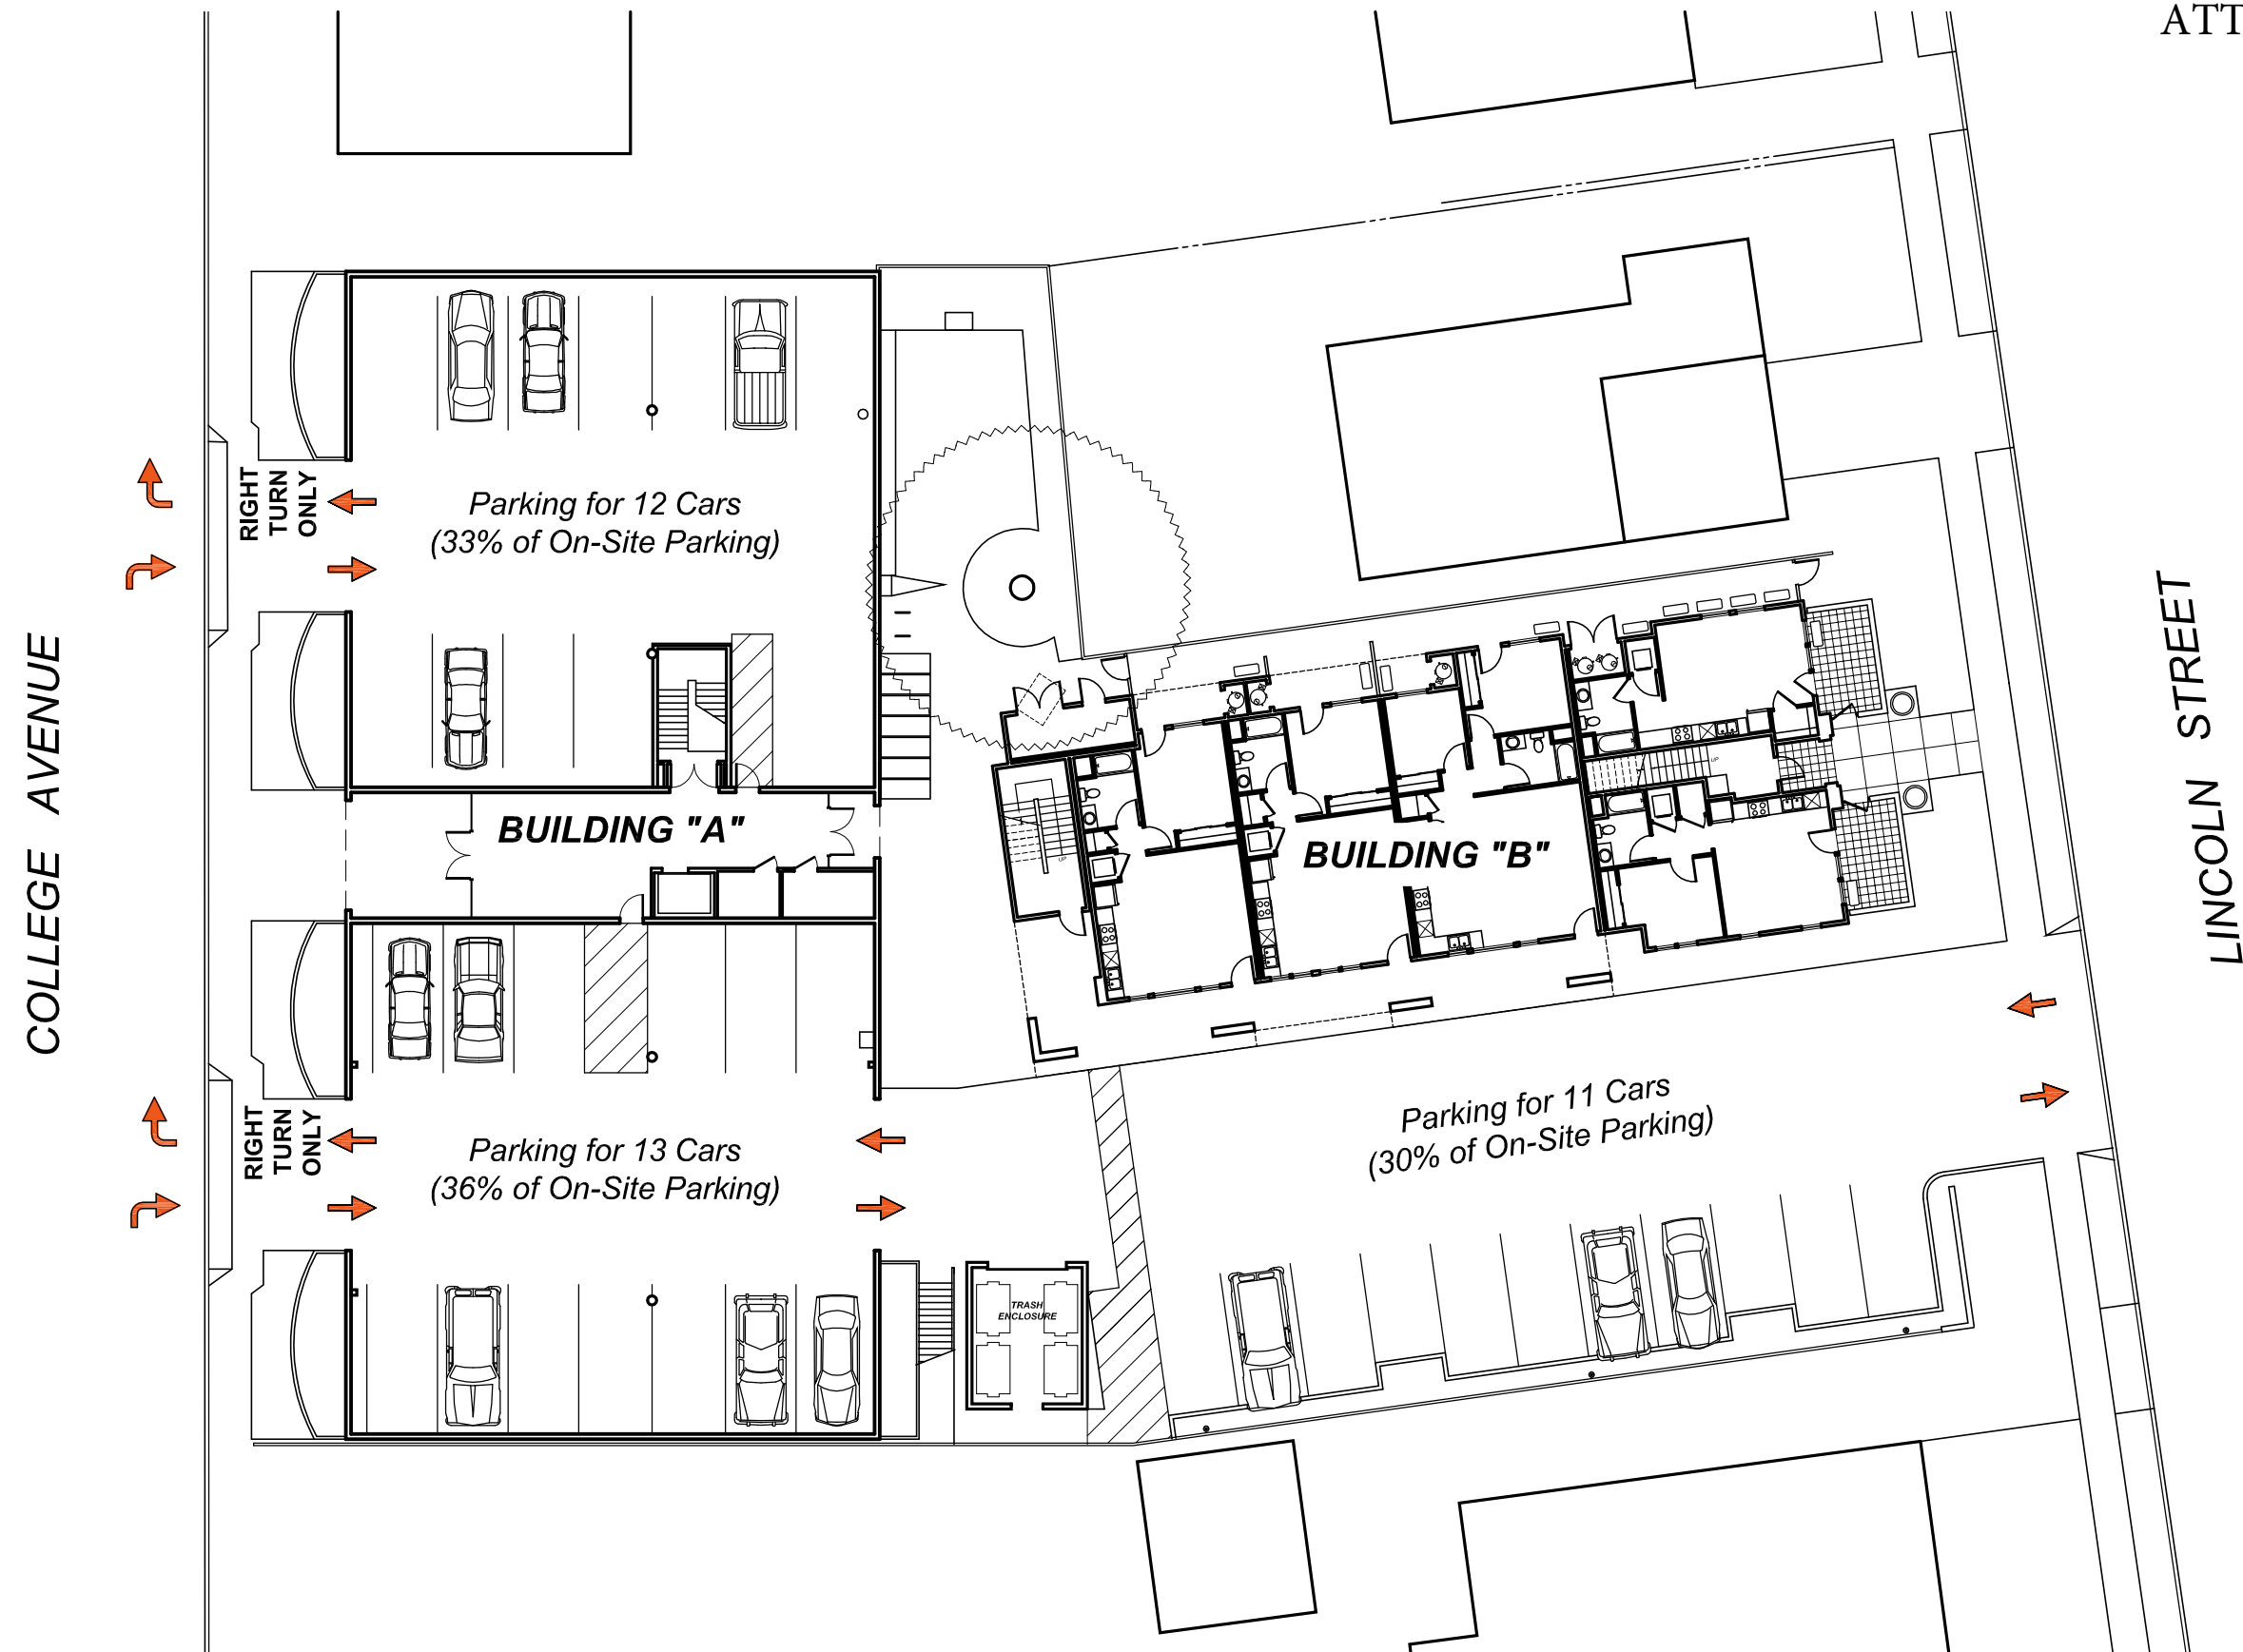 ATT
RIGHT
TURN
ONLY
Parking for 12 Cars
(33% of On-Site Parking)
COLLEGE AVENUE
BUILDING "A"
BUILDING "B"
UP
UP
LINCOLN STREET
RIGHT
TURN
ONLY
Parking for 13 Cars
(36% of On-Site Parking)
Parking for 11 Cars
(30% of On-Site Parking)
TRASH
ENCLOSURE